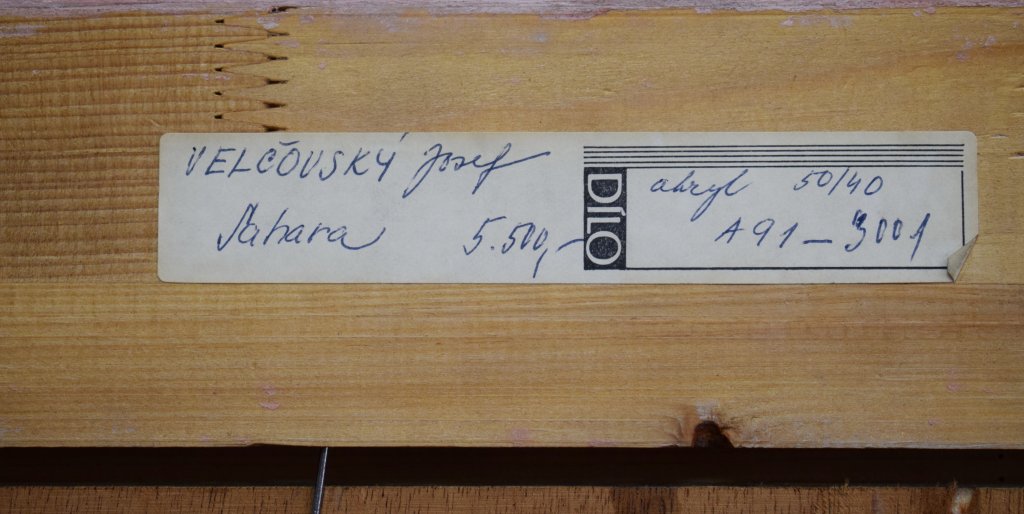 VELČOVSKÝ Josef
Sahara 5.500,-
DÍLO
akryl 50/40
A91-3001